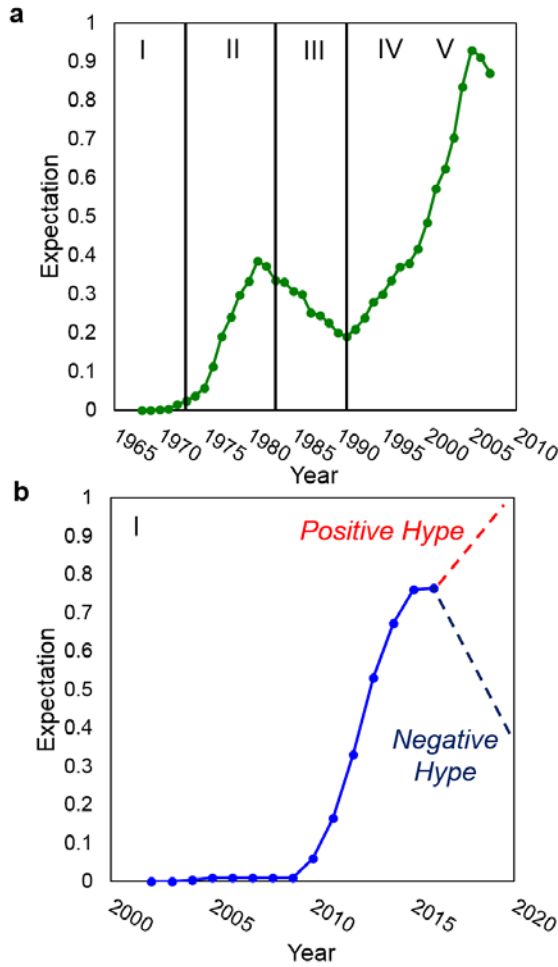 a
1
0.9
0.8
0.7
0.6
0.5
0.4
0.3
0.2
0.1
0
Expectation
I II III IV V
1965 1970 1975 1980 1985 1990 1995 2000 2005 2010
Year
b
1
0.9
0.8
0.7
0.6
0.5
0.4
0.3
0.2
0.1
0
Expectation
I
Positive Hype
Negative
Hype
2000 2005 2010 2015 2020
Year